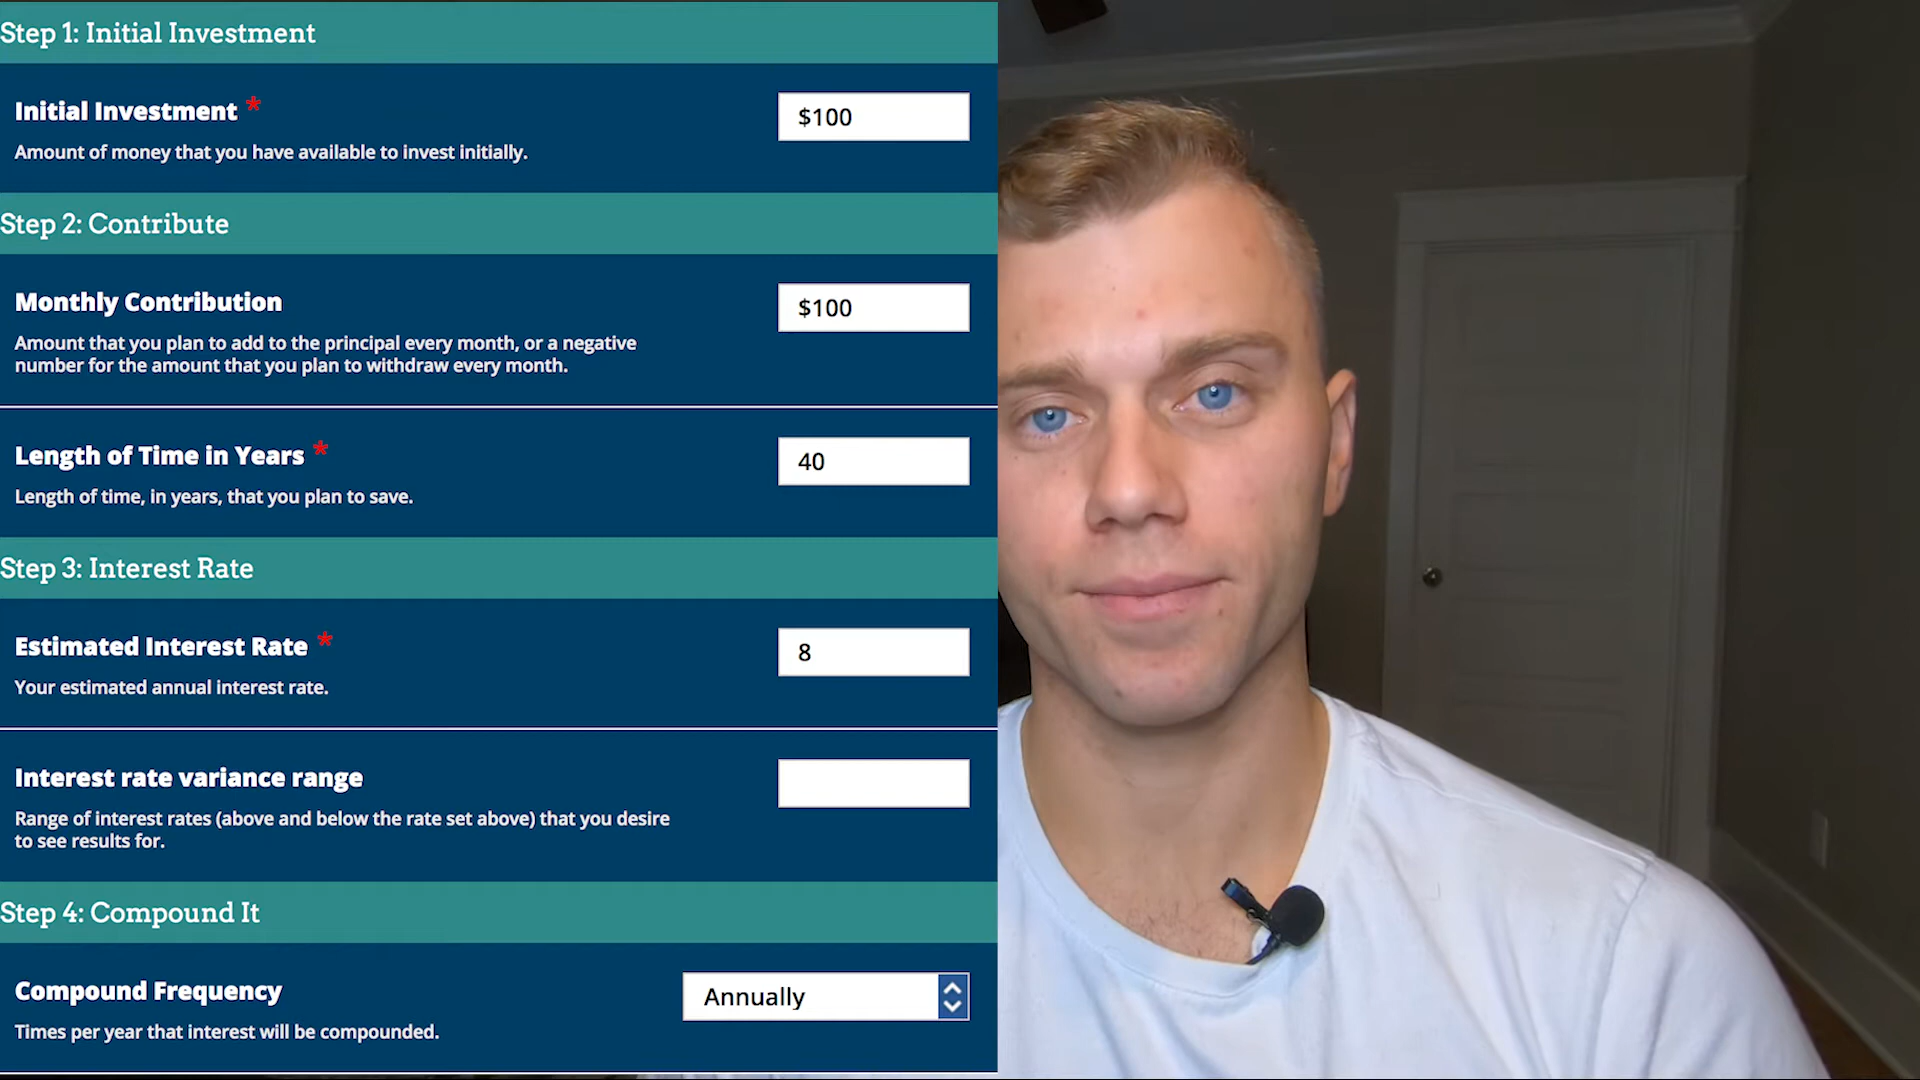 Step 1: Initial Investment
Initial Investment *
$100
Amount of money that you have available to invest initially.
Step 2: Contribute
Monthly Contribution
$100
Amount that you plan to add to the principal every month, or a negative
number for the amount that you plan to withdraw every month.
Length of Time in Years *
40
Length of time, in years, that you plan to save.
Step 3: Interest Rate
Estimated Interest Rate *
8
Your estimated annual interest rate.
Interest rate variance range
Range of interest rates (above and below the rate set above) that you desire
to see results for.
Step 4: Compound It
Compound Frequency
Annually
Times per year that interest will be compounded.